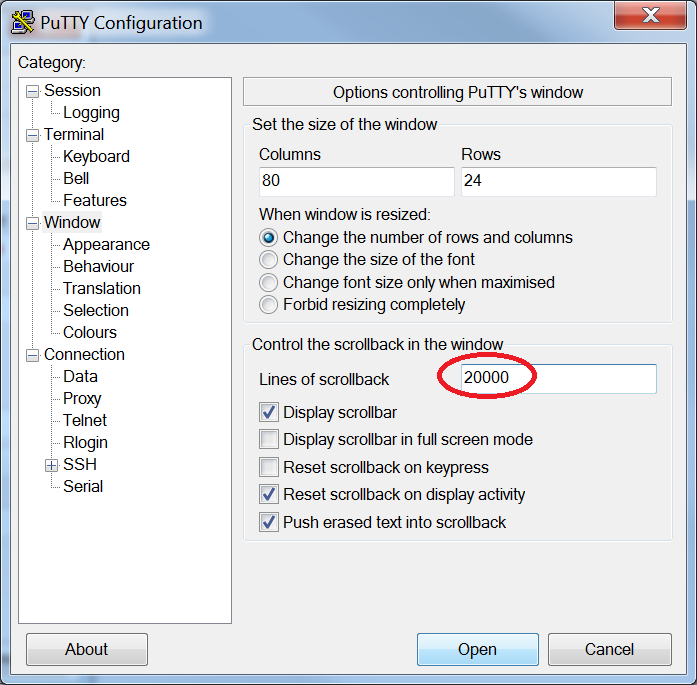 PuTTY Configuration
Category:
Session
Logging
Terminal
Keyboard
Bell
Features
Window
Appearance
Behaviour
Translation
Selection
Colours
Connection
Data
Proxy
Telnet
Rlogin
SSH
Serial
Options controlling PuTTY's window
Set the size of the window
Columns Rows
80 24
When window is resized:
Change the number of rows and columns
Change the size of the font
Change font size only when maximised
Forbid resizing completely
Control the scrollback in the window
Lines of scrollback 20000
Display scrollbar
Display scrollbar in full screen mode
Reset scrollback on keypress
Reset scrollback on display activity
Push erased text into scrollback
About Open Cancel